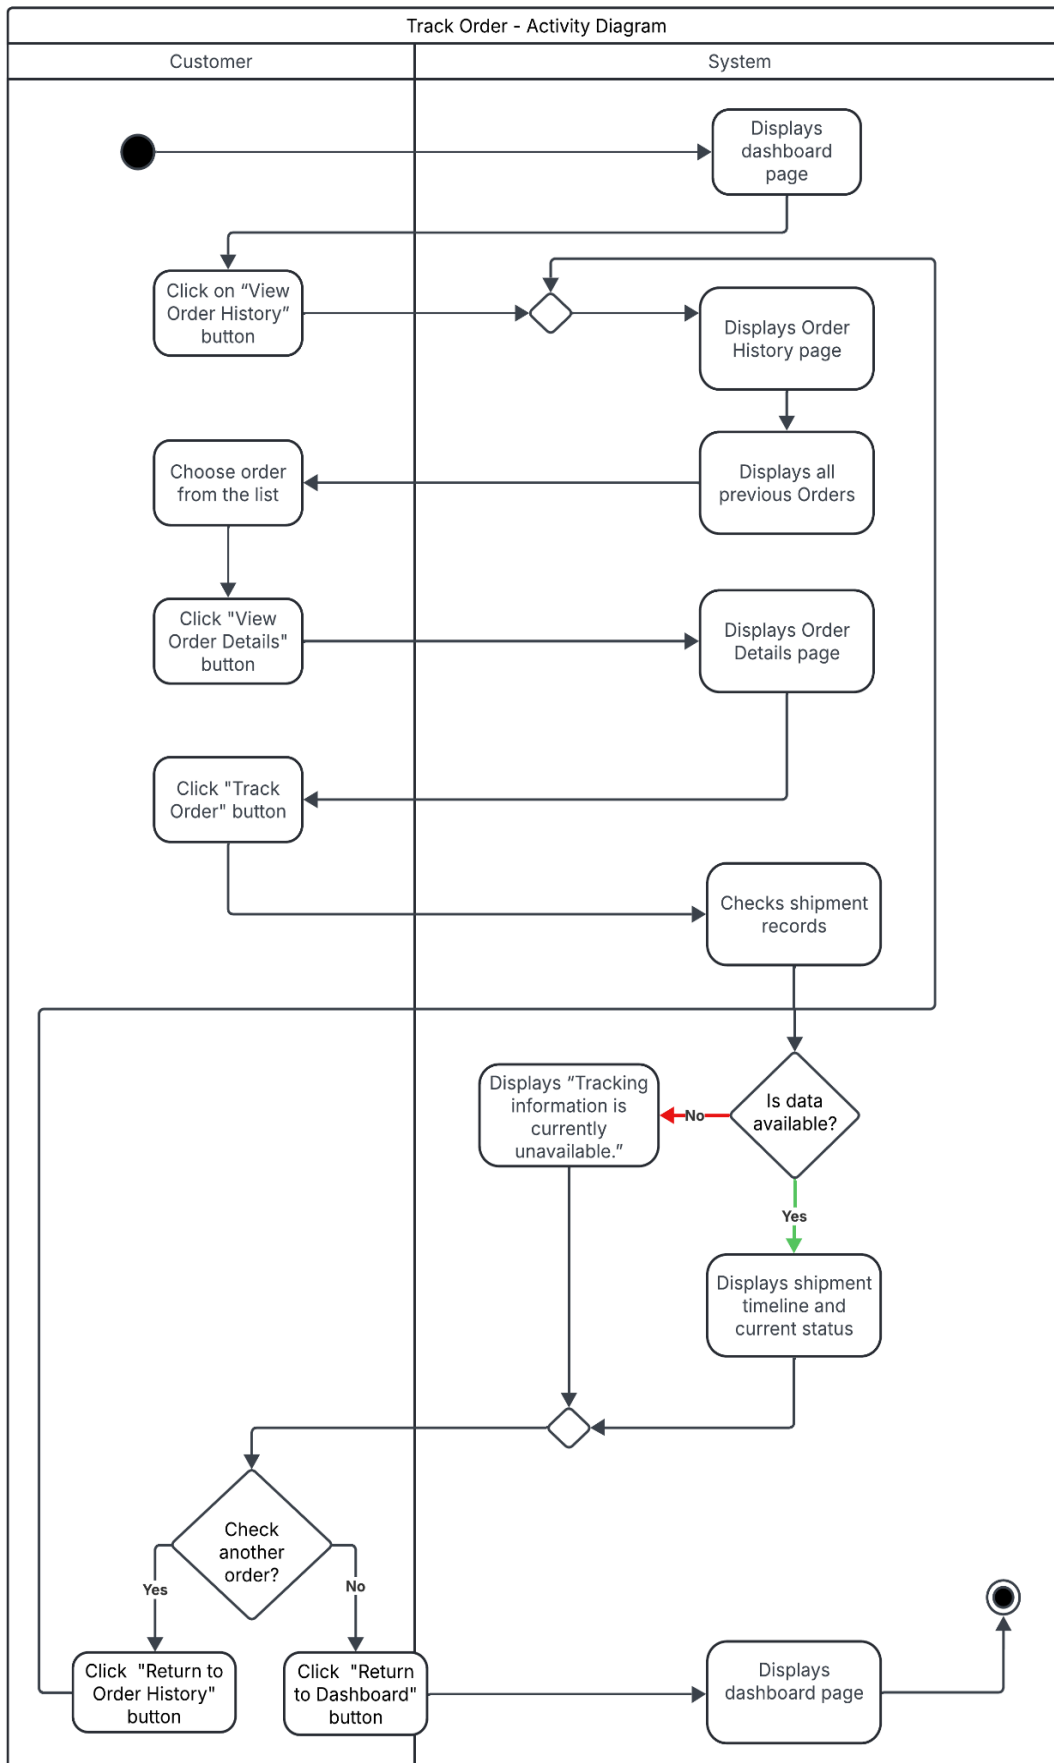 Track Order - Activity Diagram
Customer
System
Displays
dashboard
page
Click on “View
Order History”
button
Displays Order
History page
Choose order
from the list
Displays all
previous Orders
Click "View
Order Details"
button
Displays Order
Details page
Click "Track
Order" button
Checks shipment
records
Is data
available?
No
Displays “Tracking
information is
currently
unavailable.”
Yes
Displays shipment
timeline and
current status
Check
another
order?
Yes
No
Click "Return to
Order History"
button
Click "Return
to Dashboard"
button
Displays
dashboard page